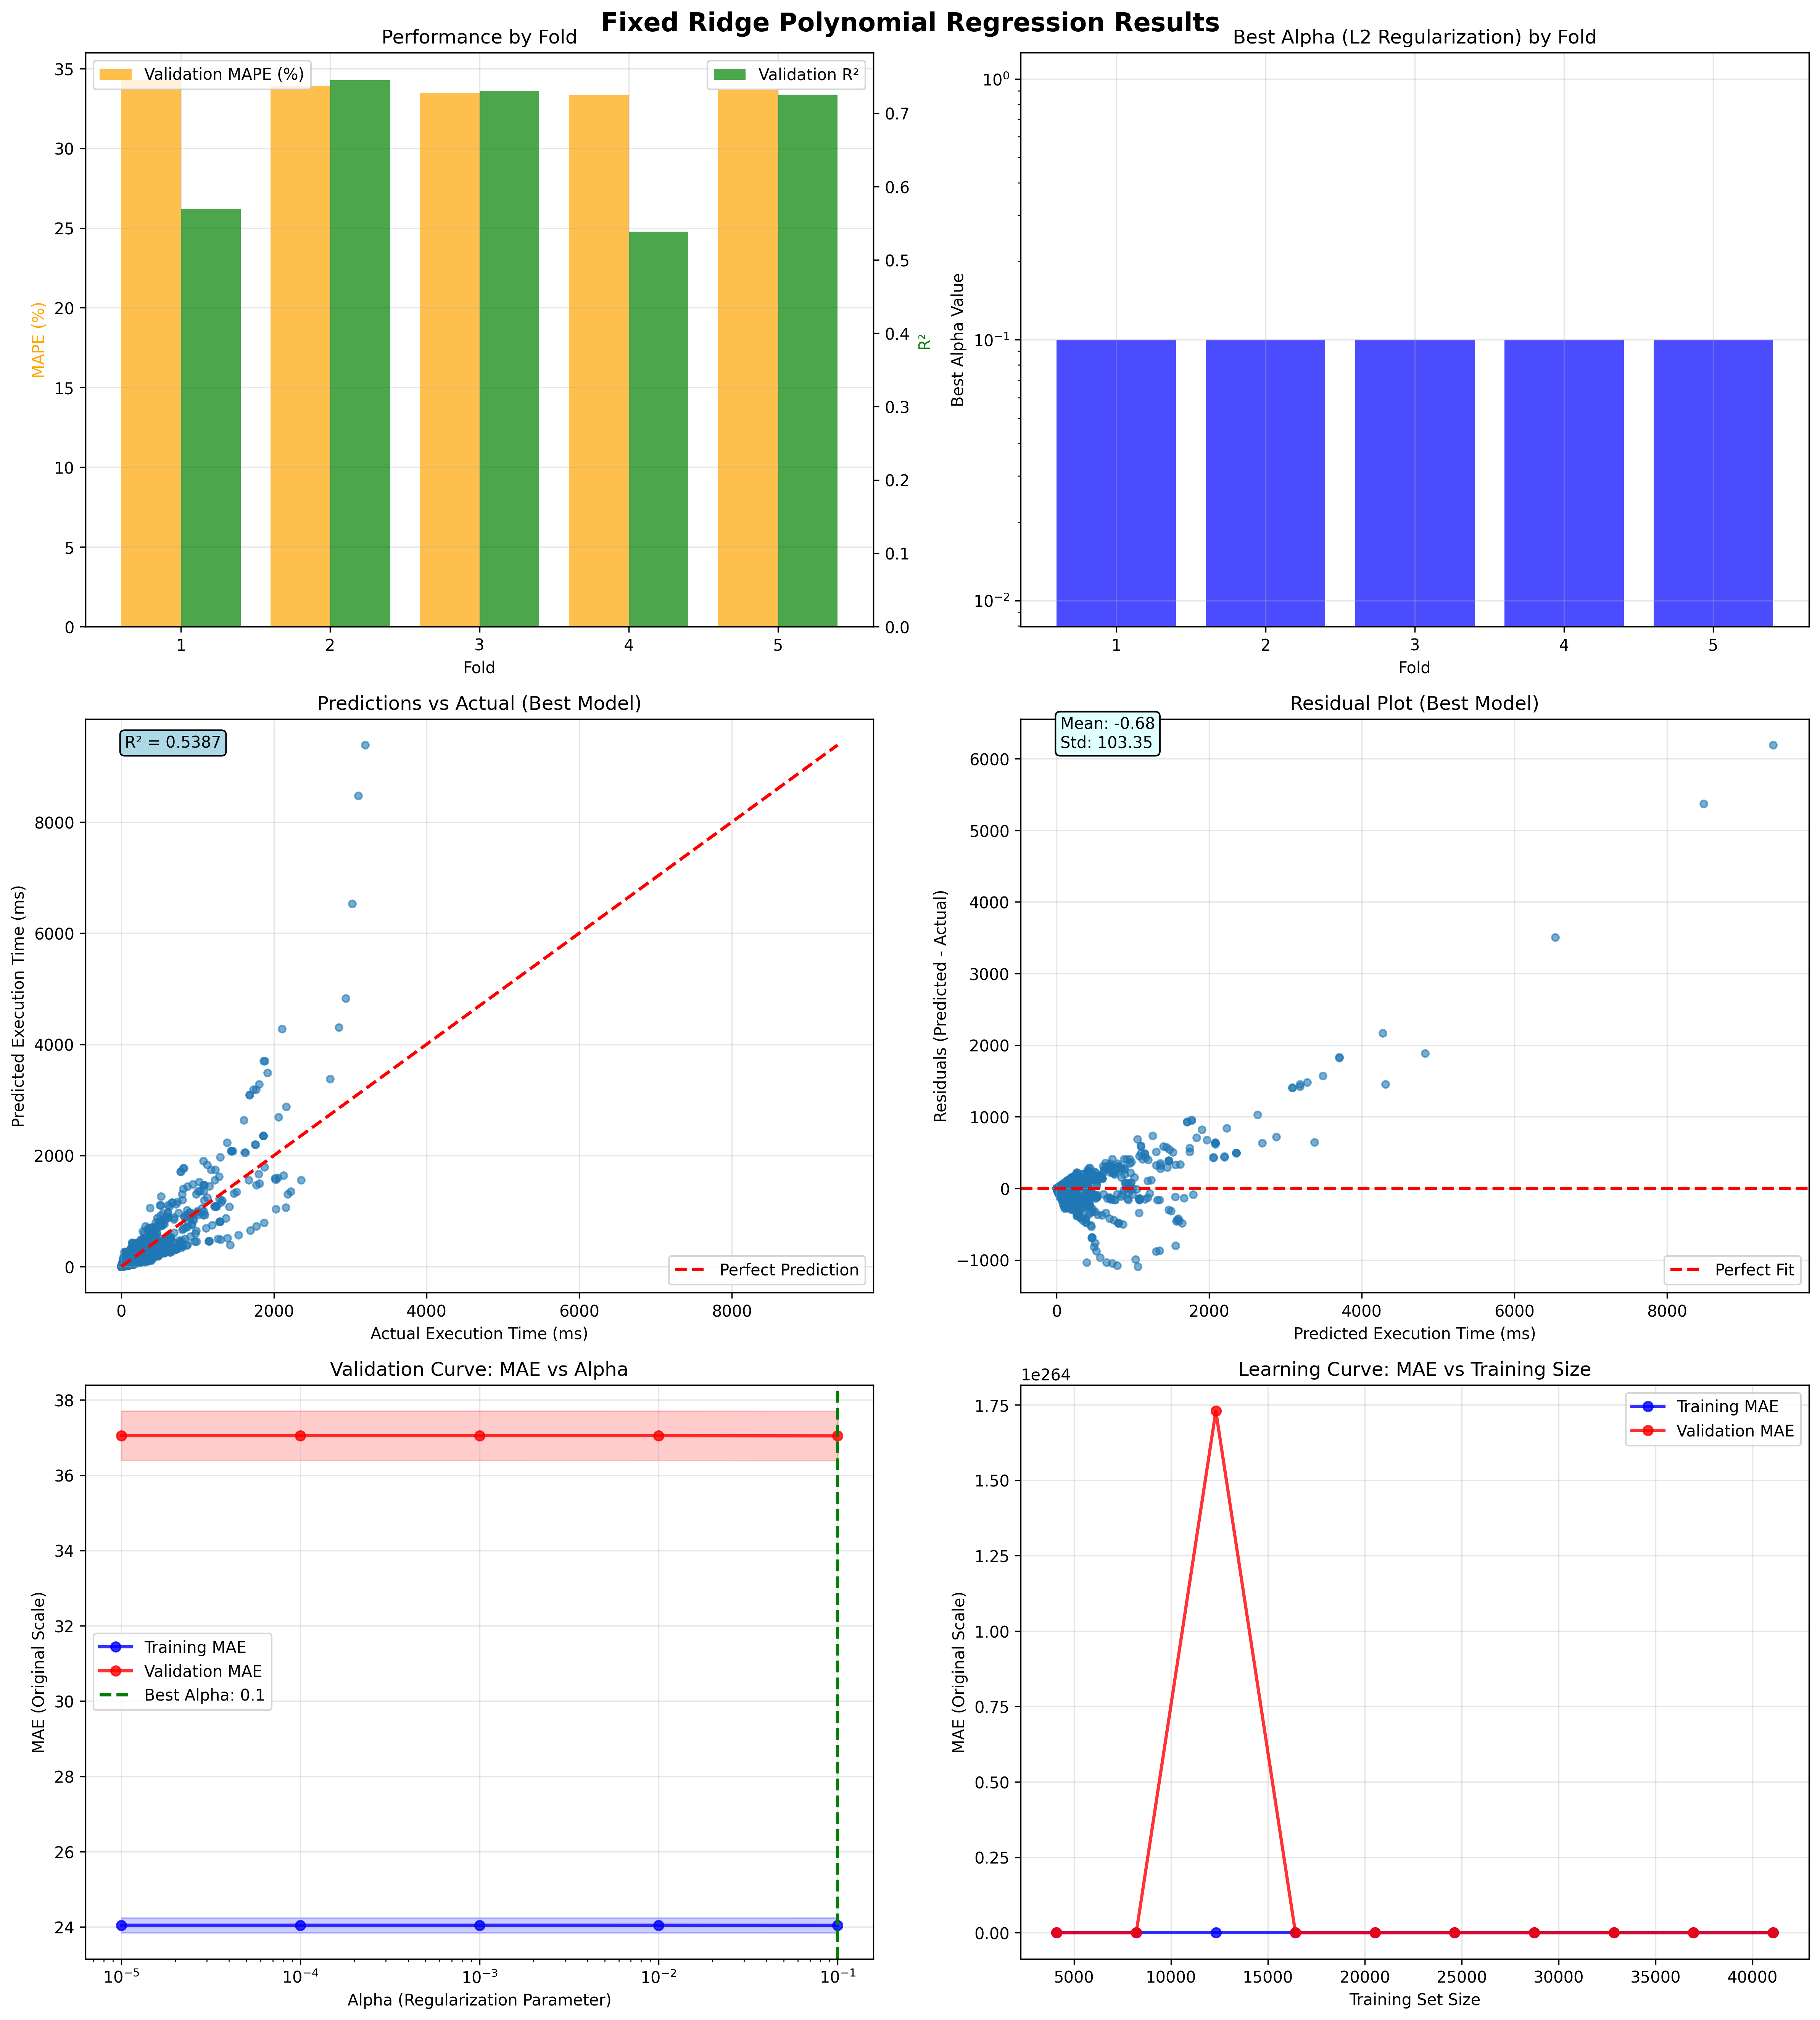 Fixed Ridge Polynomial Regression Results
Performance by Fold
Validation MAPE (%)
Validation R²
35
30
25
20
15
10
5
0
MAPE (%)
0.7
0.6
0.5
0.4
0.3
0.2
0.1
0.0
R²
1 2 3 4 5
Fold
Best Alpha (L2 Regularization) by Fold
10⁰
10⁻¹
10⁻²
Best Alpha Value
1 2 3 4 5
Fold
Predictions vs Actual (Best Model)
R² = 0.5387
8000
6000
4000
2000
0
Predicted Execution Time (ms)
Perfect Prediction
0 2000 4000 6000 8000
Actual Execution Time (ms)
Residual Plot (Best Model)
Mean: -0.68
Std: 103.35
6000
5000
4000
3000
2000
1000
0
−1000
Residuals (Predicted - Actual)
Perfect Fit
0 2000 4000 6000 8000
Predicted Execution Time (ms)
Validation Curve: MAE vs Alpha
38
36
34
32
30
28
26
24
MAE (Original Scale)
Training MAE
Validation MAE
Best Alpha: 0.1
10⁻⁵ 10⁻⁴ 10⁻³ 10⁻² 10⁻¹
Alpha (Regularization Parameter)
Learning Curve: MAE vs Training Size
1e264
1.75
1.50
1.25
1.00
0.75
0.50
0.25
0.00
MAE (Original Scale)
Training MAE
Validation MAE
5000 10000 15000 20000 25000 30000 35000 40000
Training Set Size